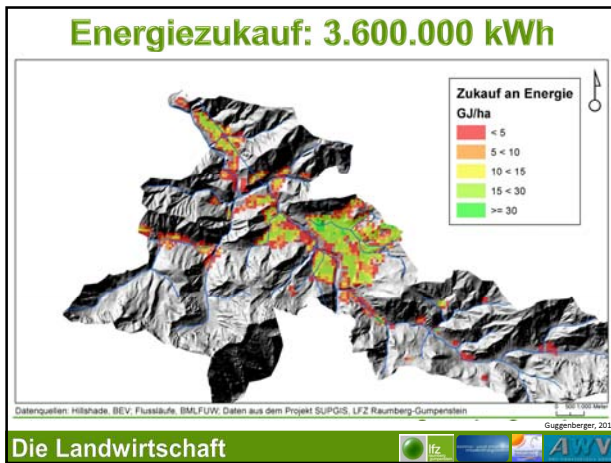 Energiezukauf: 3.600.000 kWh
Zukauf an Energie
GJ/ha
< 5
5 < 10
10 < 15
15 < 30
>= 30
0 500 1.000 Meter
Datenquellen: Hillshade, BEV; Flussläufe, BMLFUW; Daten aus dem Projekt SUPGIS, LFZ Raumberg-Gumpenstein
Guggenberger, 201
Die Landwirtschaft
lfz
AWV